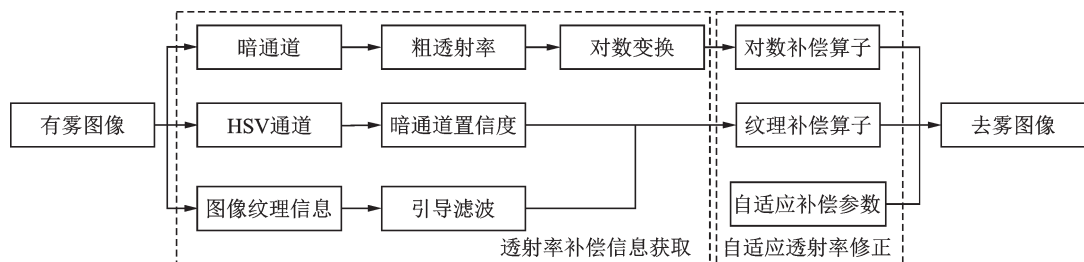 暗通道
粗透射率
对数变换
对数补偿算子
有雾图像
HSV通道
暗通道置信度
纹理补偿算子
去雾图像
图像纹理信息
引导滤波
自适应补偿参数
透射率补偿信息获取
自适应透射率修正